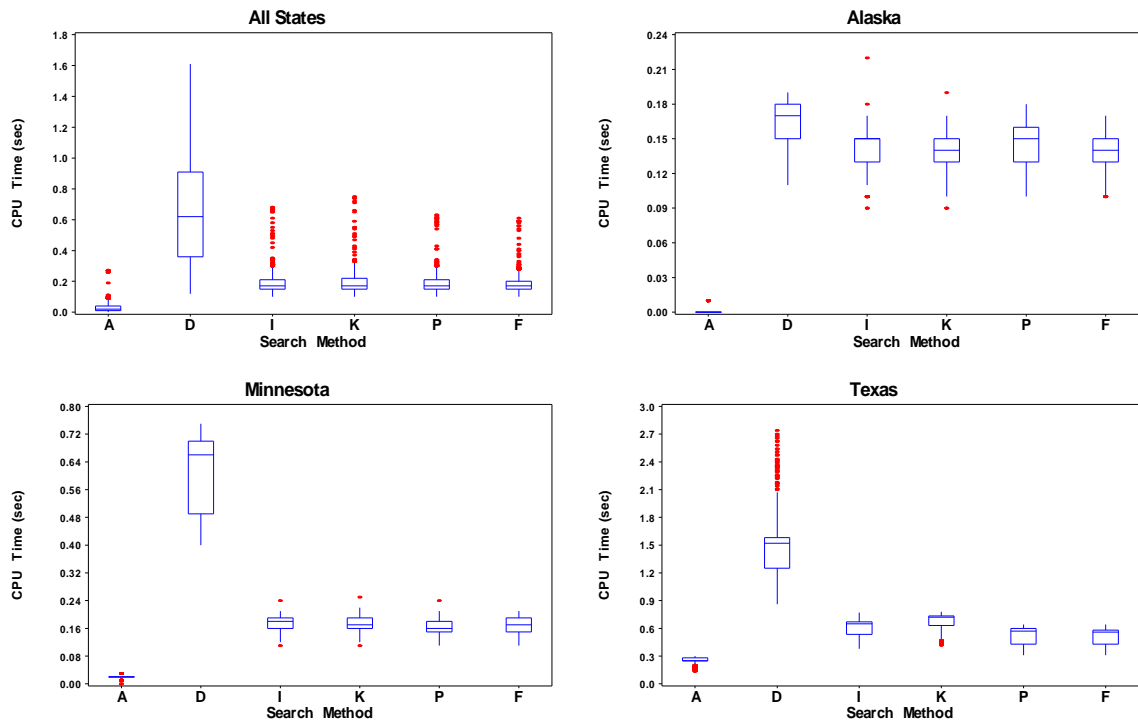 All States
CPU Time (sec)
1.8
1.6
1.4
1.2
1.0
0.8
0.6
0.4
0.2
0.0
A D I K P F
Search Method
Alaska
CPU Time (sec)
0.24
0.21
0.18
0.15
0.12
0.09
0.06
0.03
0.00
A D I K P F
Search Method
Minnesota
CPU Time (sec)
0.80
0.72
0.64
0.56
0.48
0.40
0.32
0.24
0.16
0.08
0.00
A D I K P F
Search Method
Texas
CPU Time (sec)
3.0
2.7
2.4
2.1
1.8
1.5
1.2
0.9
0.6
0.3
0.0
A D I K P F
Search Method